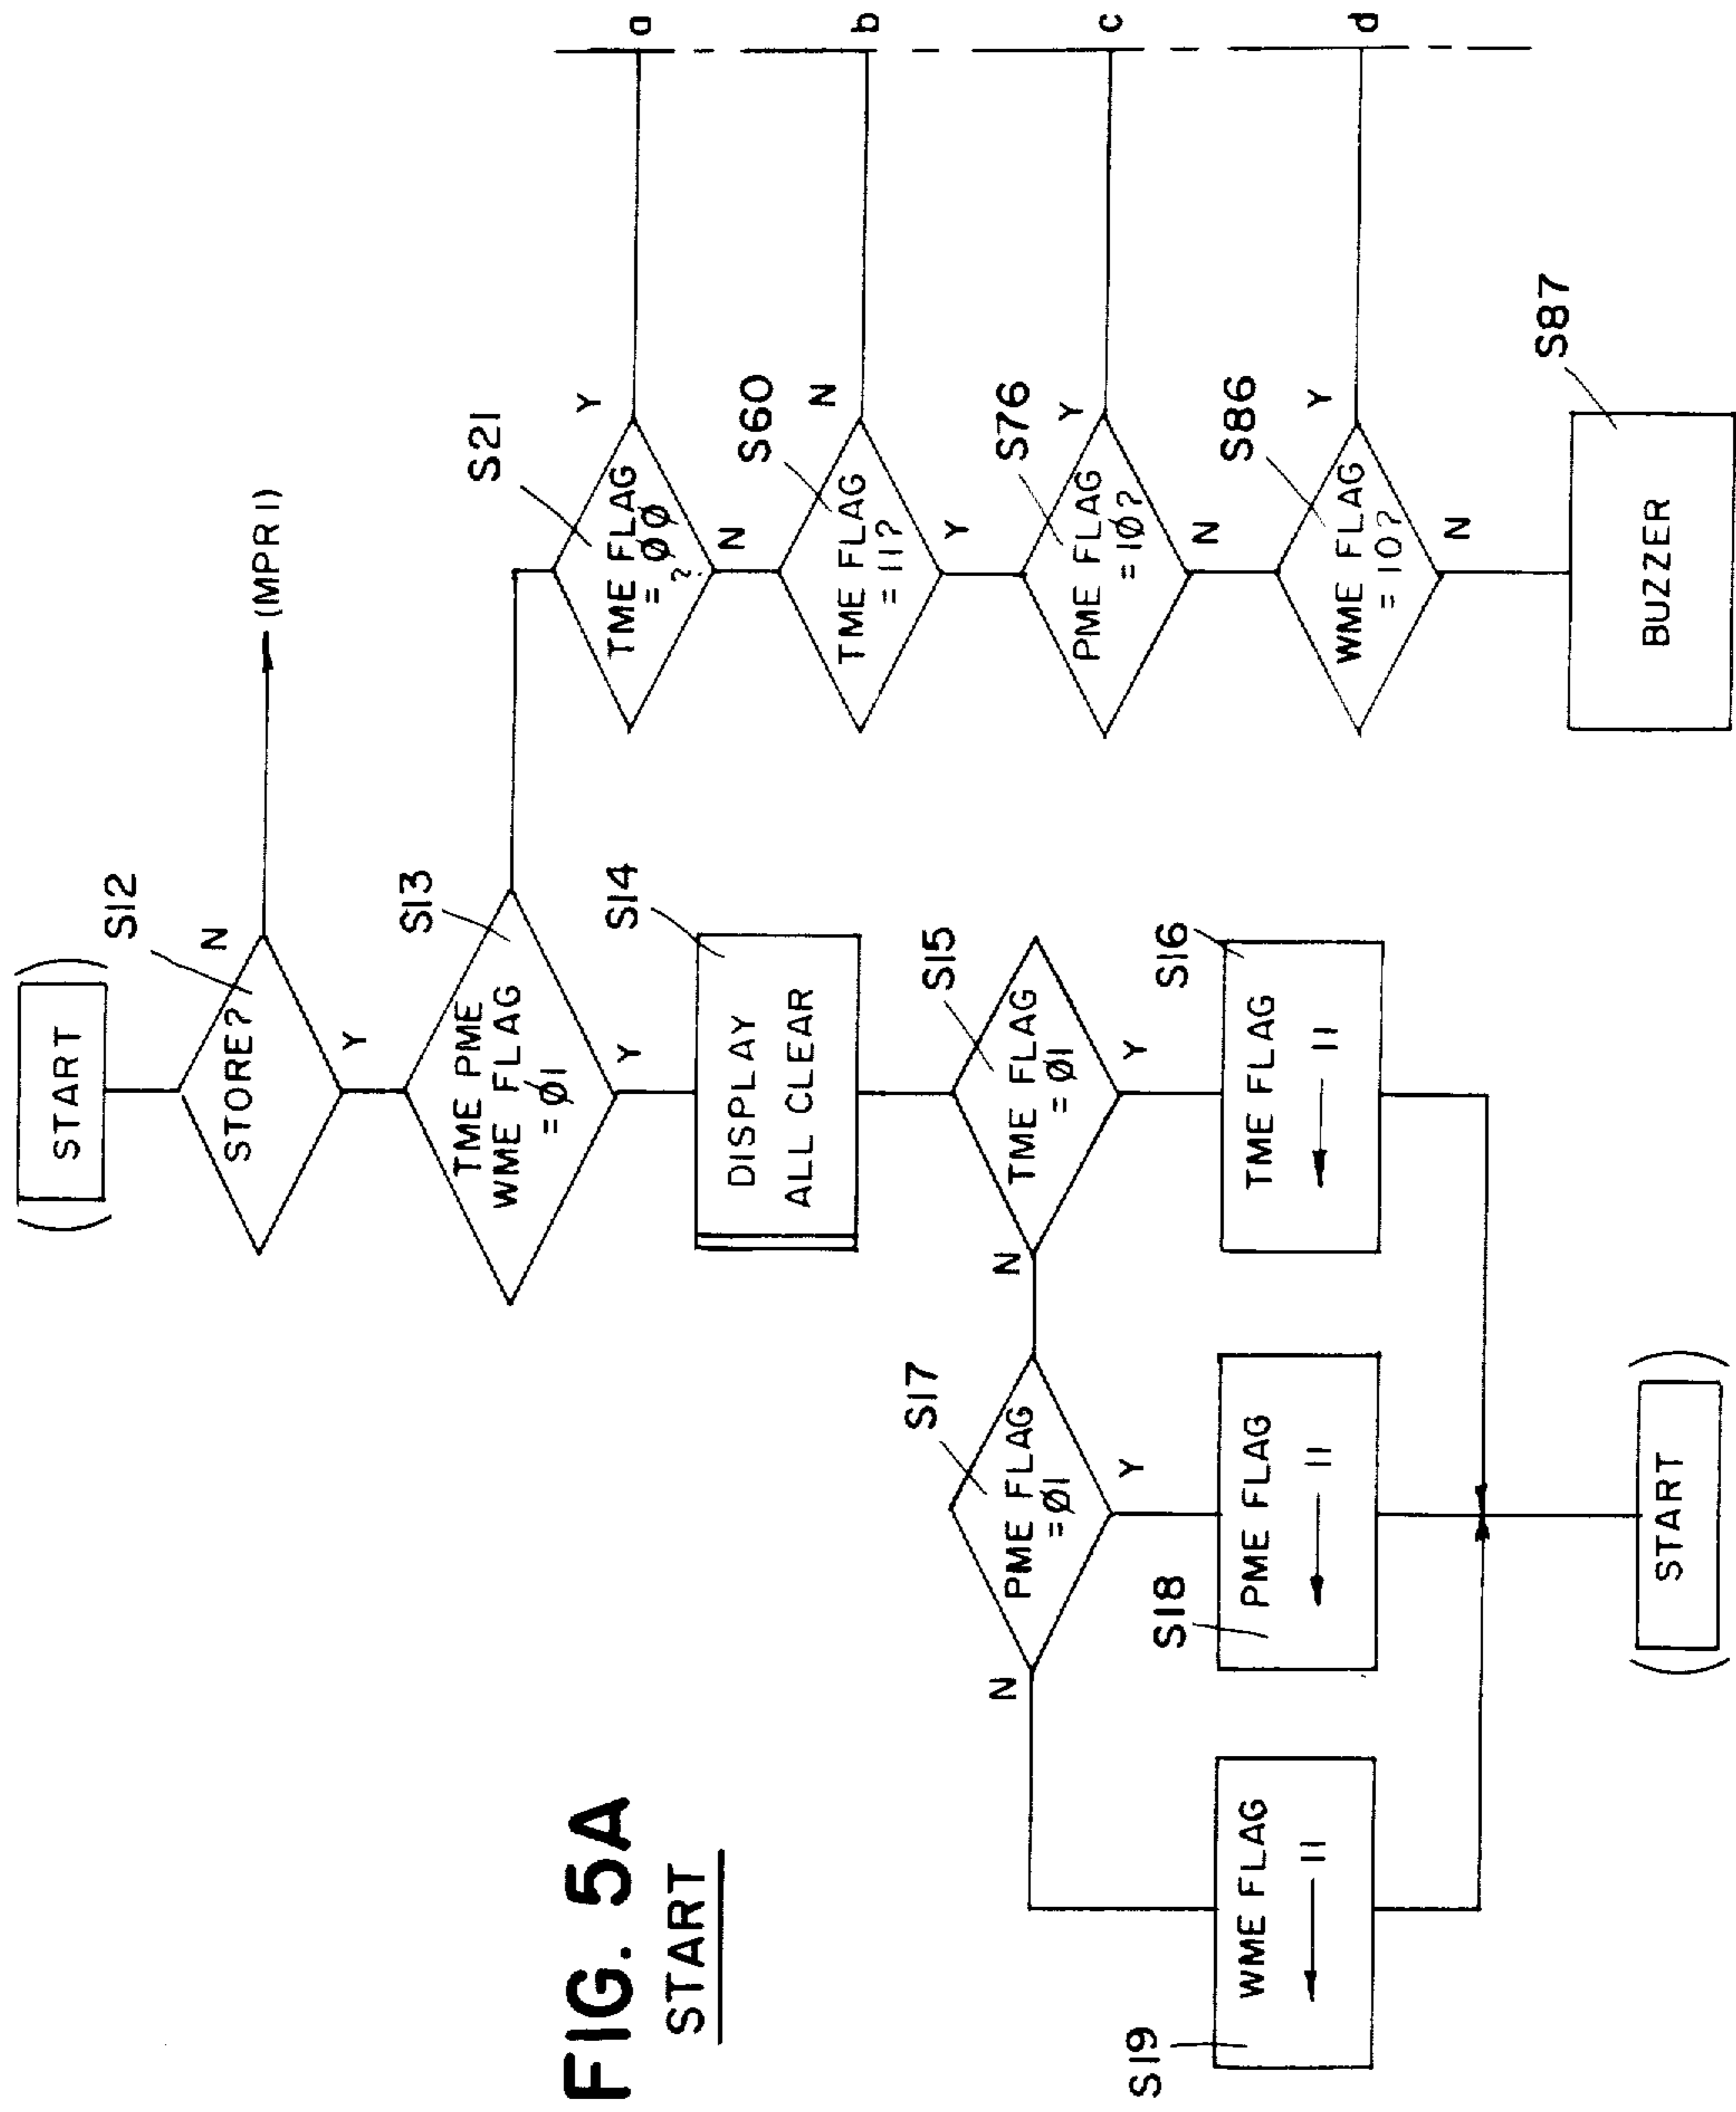 FIG. 5A
START
START
S12
STORE?
N
(MPR1)
Y
S13
TME PME
WME FLAG
= Ø1
Y
S14
DISPLAY
ALL CLEAR
S15
TME FLAG
= Ø1
N
Y
S16
TME FLAG
← 11
S17
PME FLAG
=Ø1
N
Y
S18
PME FLAG
← 11
S19
WME FLAG
← 11
START
S21
TME FLAG
= ØØ
?
Y
a
N
S60
TME FLAG
= 11?
N
b
Y
S76
PME FLAG
=1Ø?
Y
c
N
S86
WME FLAG
= 10?
Y
d
N
S87
BUZZER